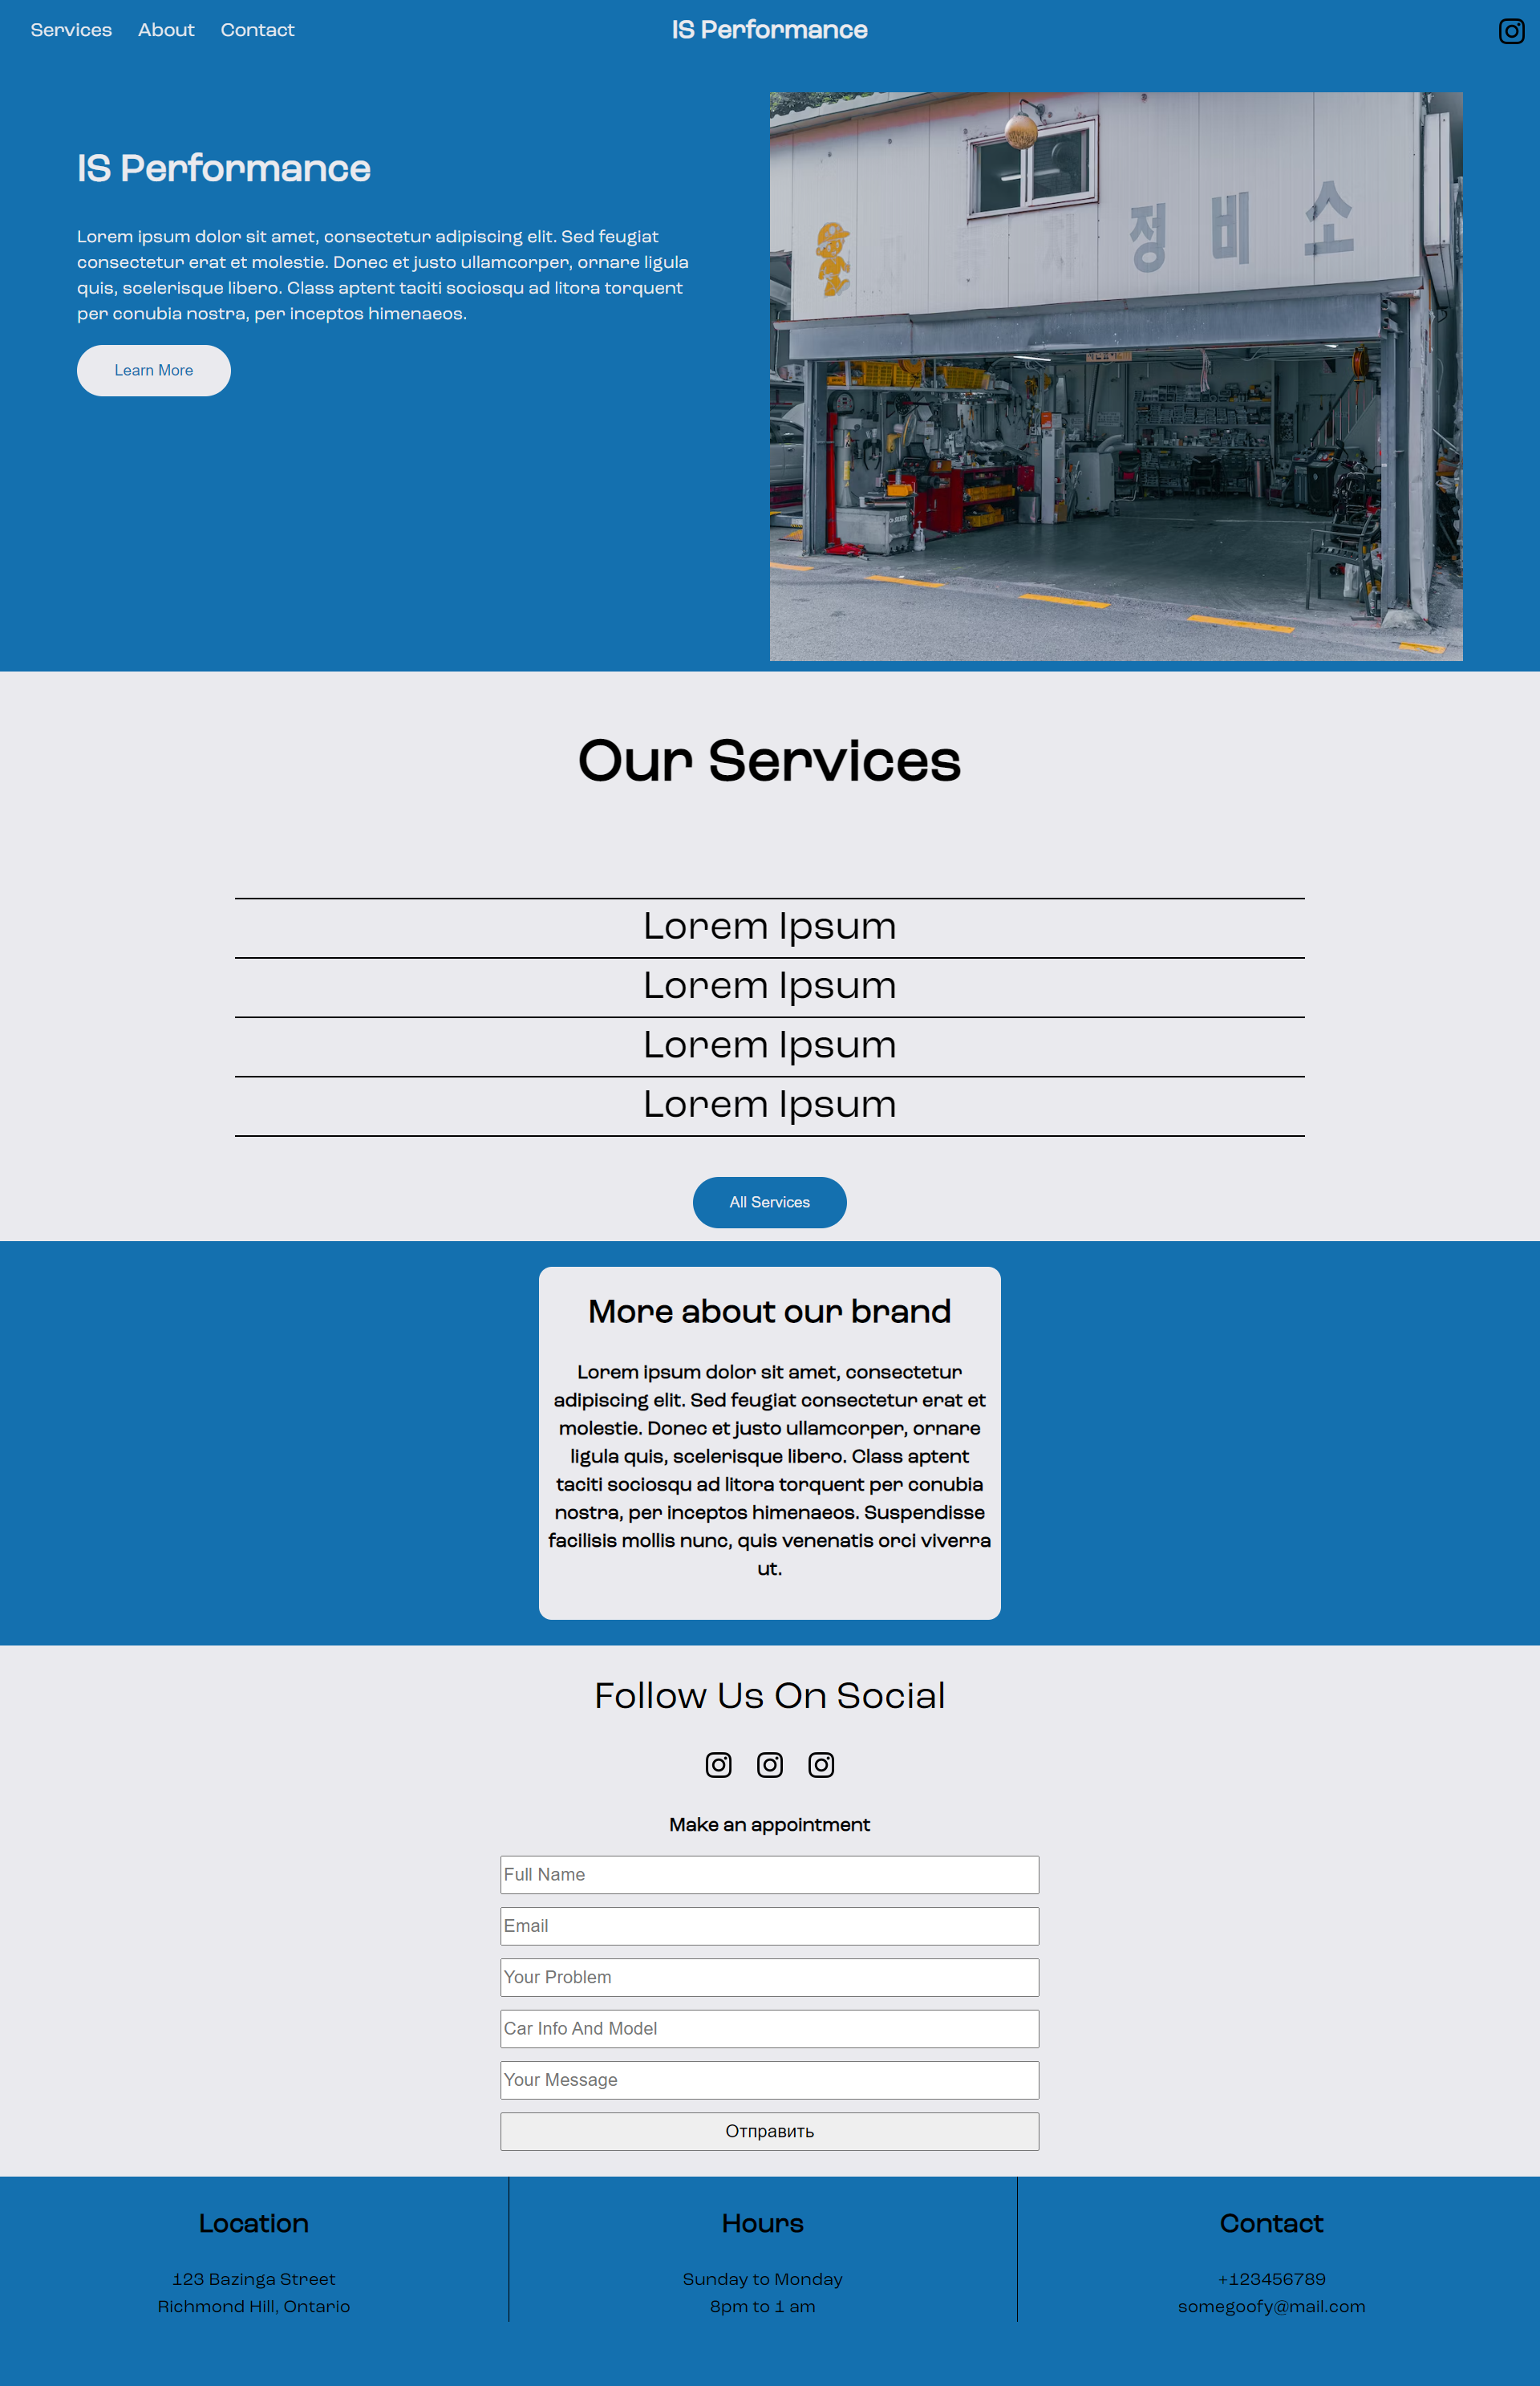 Services About Contact
IS Performance
IS Performance
Lorem ipsum dolor sit amet, consectetur adipiscing elit. Sed feugiat
consectetur erat et molestie. Donec et justo ullamcorper, ornare ligula
quis, scelerisque libero. Class aptent taciti sociosqu ad litora torquent
per conubia nostra, per inceptos himenaeos.
Learn More
정비소
Our Services
Lorem Ipsum
Lorem Ipsum
Lorem Ipsum
Lorem Ipsum
All Services
More about our brand
Lorem ipsum dolor sit amet, consectetur
adipiscing elit. Sed feugiat consectetur erat et
molestie. Donec et justo ullamcorper, ornare
ligula quis, scelerisque libero. Class aptent
taciti sociosqu ad litora torquent per conubia
nostra, per inceptos himenaeos. Suspendisse
facilisis mollis nunc, quis venenatis orci viverra
ut.
Follow Us On Social
Make an appointment
Full Name
Email
Your Problem
Car Info And Model
Your Message
Отправить
Location
123 Bazinga Street
Richmond Hill, Ontario
Hours
Sunday to Monday
8pm to 1 am
Contact
+123456789
somegoofy@mail.com